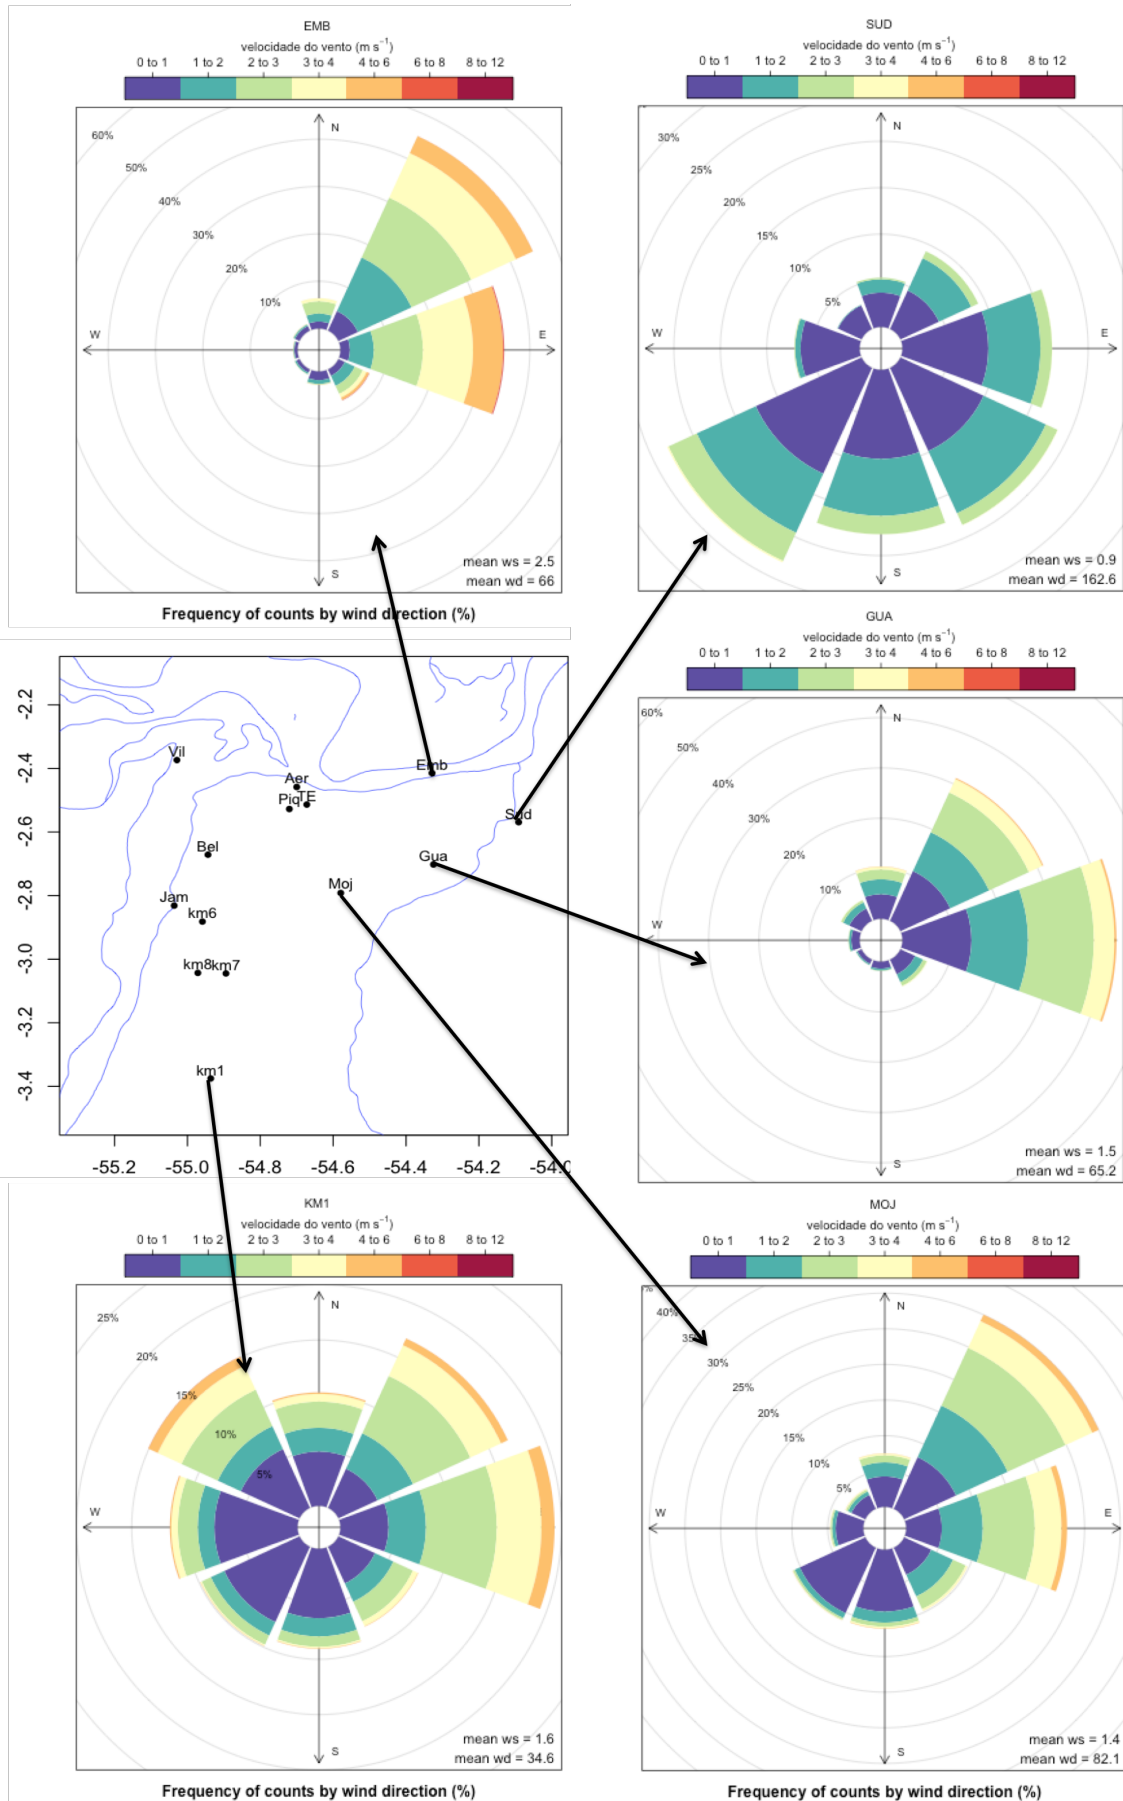 EMB
velocidade do vento (m s⁻¹)
0 to 1 1 to 2 2 to 3 3 to 4 4 to 6 6 to 8 8 to 12
60%
50%
40%
30%
20%
10%
N
W
E
S
mean ws = 2.5
mean wd = 66
Frequency of counts by wind direction (%)
SUD
velocidade do vento (m s⁻¹)
0 to 1 1 to 2 2 to 3 3 to 4 4 to 6 6 to 8 8 to 12
30%
25%
20%
15%
10%
5%
N
W
E
S
mean ws = 0.9
mean wd = 162.6
-2.2
-2.4
-2.6
-2.8
-3.0
-3.2
-3.4
Vil
Emb
Aer
Piq TE
Sud
Bel
Gua
Moj
Jam
km6
km8 km7
km1
-55.2 -55.0 -54.8 -54.6 -54.4 -54.2 -54.0
GUA
velocidade do vento (m s⁻¹)
0 to 1 1 to 2 2 to 3 3 to 4 4 to 6 6 to 8 8 to 12
60%
50%
40%
30%
20%
10%
N
W
S
mean ws = 1.5
mean wd = 65.2
KM1
velocidade do vento (m s⁻¹)
0 to 1 1 to 2 2 to 3 3 to 4 4 to 6 6 to 8 8 to 12
25%
20%
15%
10%
5%
N
W
S
mean ws = 1.6
mean wd = 34.6
Frequency of counts by wind direction (%)
MOJ
velocidade do vento (m s⁻¹)
0 to 1 1 to 2 2 to 3 3 to 4 4 to 6 6 to 8 8 to 12
40%
35%
30%
25%
20%
15%
10%
5%
N
W
E
S
mean ws = 1.4
mean wd = 82.1
Frequency of counts by wind direction (%)